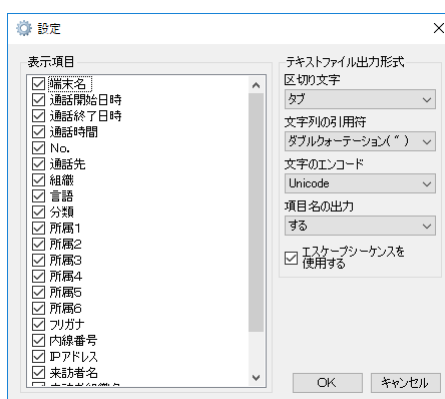 設定
表示項目
端末名
通話開始日時
通話終了日時
通話時間
No.
通話先
組織
言語
分類
所属1
所属2
所属3
所属4
所属5
所属6
フリガナ
内線番号
IPアドレス
来訪者名
テキストファイル出力形式
区切り文字
タブ
文字列の引用符
ダブルクォーテーション( ” )
文字のエンコード
Unicode
項目名の出力
する
エスケープシーケンスを
使用する
OK
キャンセル